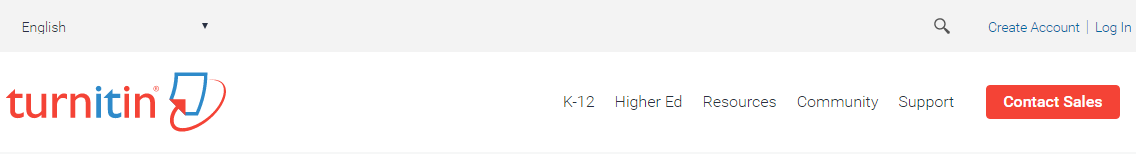 English Create Account | Log In
turnitin® K-12 Higher Ed Resources Community Support Contact Sales